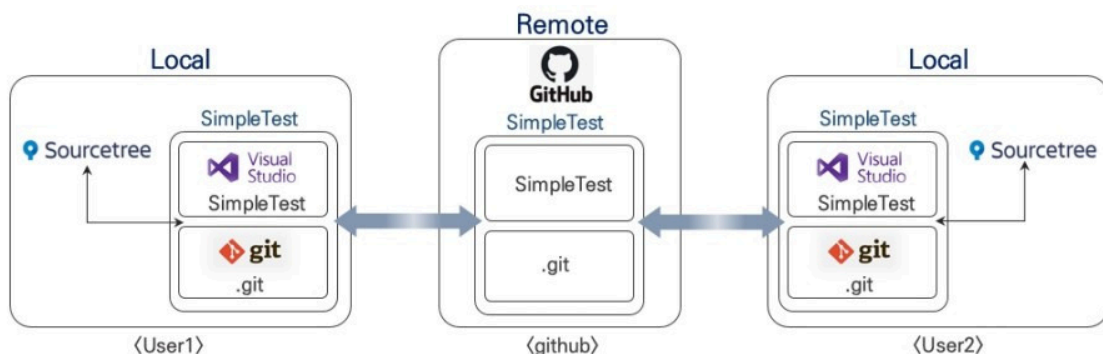 Remote
Local
GitHub
Local
SimpleTest
SimpleTest
SimpleTest
Sourcetree
Visual
Studio
SimpleTest
git
.git
SimpleTest
.git
Visual
Studio
SimpleTest
git
.git
Sourcetree
<User1>
<github>
<User2>